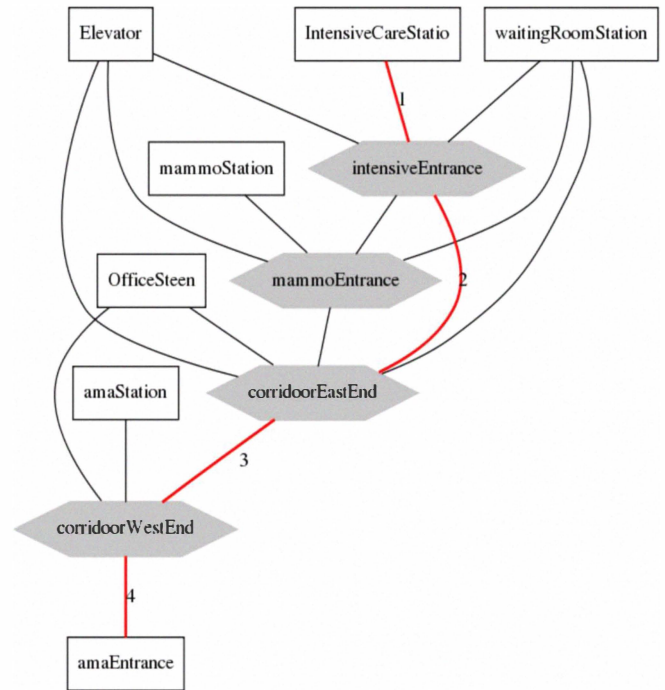 Elevator
IntensiveCareStatio
waitingRoomStation
1
mammoStation
intensiveEntrance
OfficeSteen
mammoEntrance
2
amaStation
corridoorEastEnd
3
corridoorWestEnd
4
amaEntrance